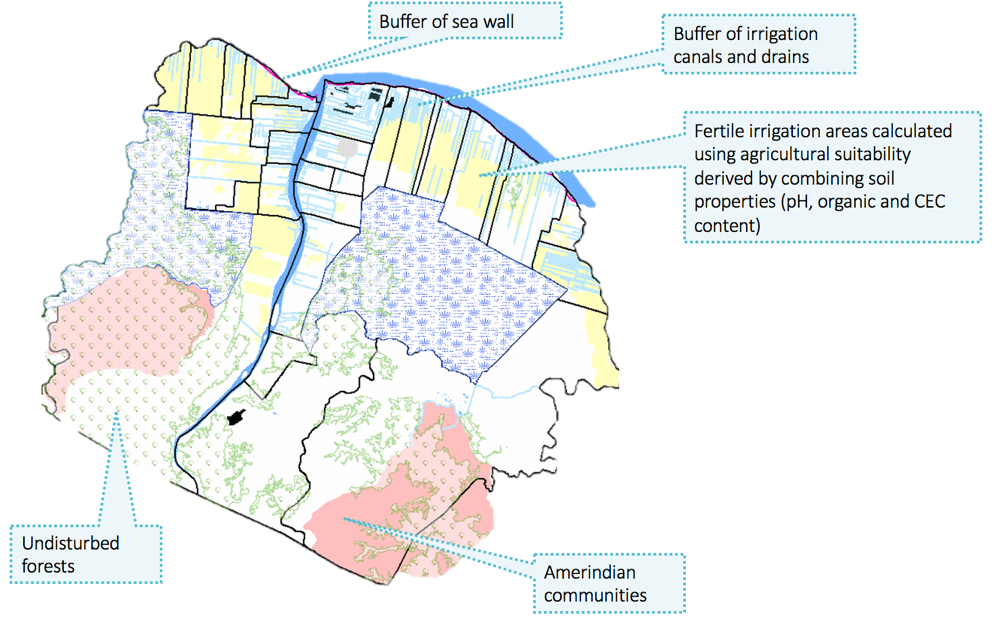 Buffer of sea wall
Buffer of irrigation
canals and drains
Fertile irrigation areas calculated
using agricultural suitability
derived by combining soil
properties (pH, organic and CEC
content)
Undisturbed
forests
Amerindian
communities